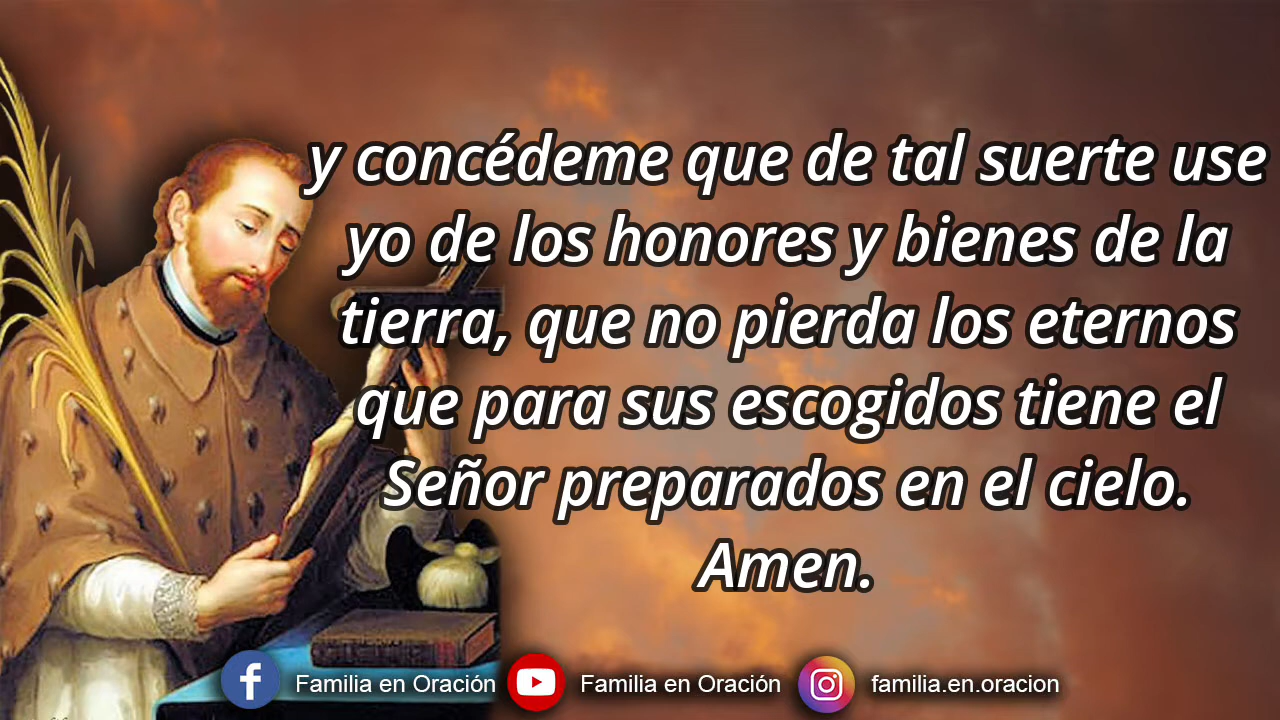 y concédeme que de tal suerte use
yo de los honores y bienes de la
tierra, que no pierda los eternos
que para sus escogidos tiene el
Señor preparados en el cielo.
Amen.
Familia en Oración
Familia en Oración
familia.en.oracion